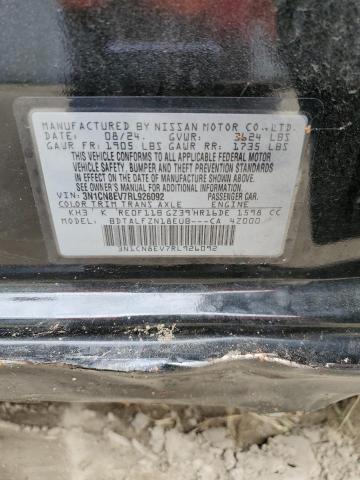 MANUFACTURED BY NISSAN MOTOR CO., LTD.
DATE: 08/24. GVWR: 3624 LBS
GAWR FR: 1905 LBS GAWR RR: 1735 LBS
THIS VEHICLE CONFORMS TO ALL APPLICABLE FEDERAL MOTOR
VEHICLE SAFETY, BUMPER AND THEFT PREVENTION STANDARDS
IN EFFECT ON THE DATE OF MANUFACTURE SHOWN ABOVE.
SEE OWNER'S MANUAL FOR ADDITIONAL INFORMATION.
VIN: 3N1CN8EV7RL926092 PASSENGER CAR.
COLOR TRIM TRANS AXLE ENGINE
KH3 K RE0F11B GZ39 HR16DE 1598 CC
MODEL: BDTALFZN18EUB---CA 4Z000
3N1CN8EV7RL926092